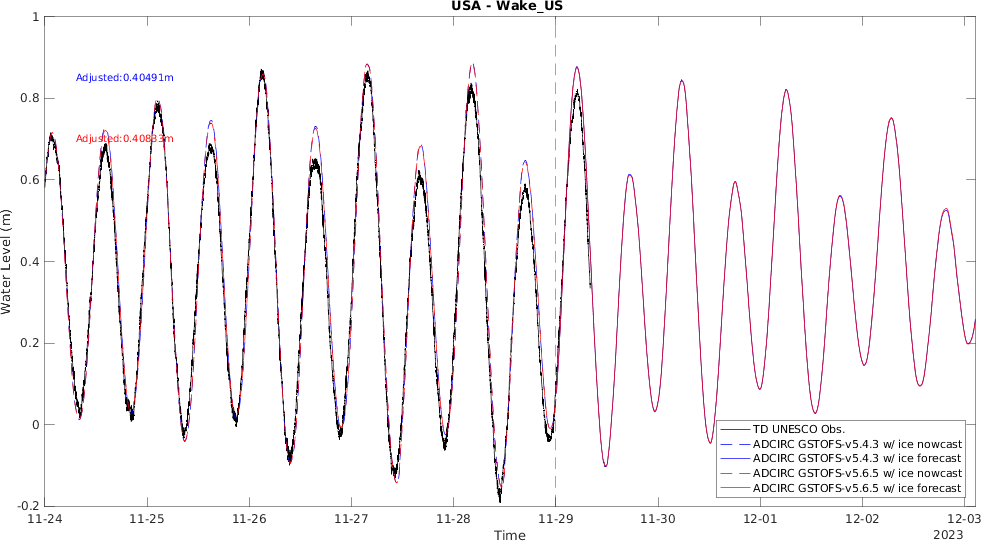 USA - Wake_US
Water Level (m)
1
0.8
0.6
0.4
0.2
0
-0.2
Adjusted:0.40491m
Adjusted:0.40833m
TD UNESCO Obs.
ADCIRC GSTOFS-v5.4.3 w/ ice nowcast
ADCIRC GSTOFS-v5.4.3 w/ ice forecast
ADCIRC GSTOFS-v5.6.5 w/ ice nowcast
ADCIRC GSTOFS-v5.6.5 w/ ice forecast
11-24 11-25 11-26 11-27 11-28 11-29 11-30 12-01 12-02 12-03
Time
2023